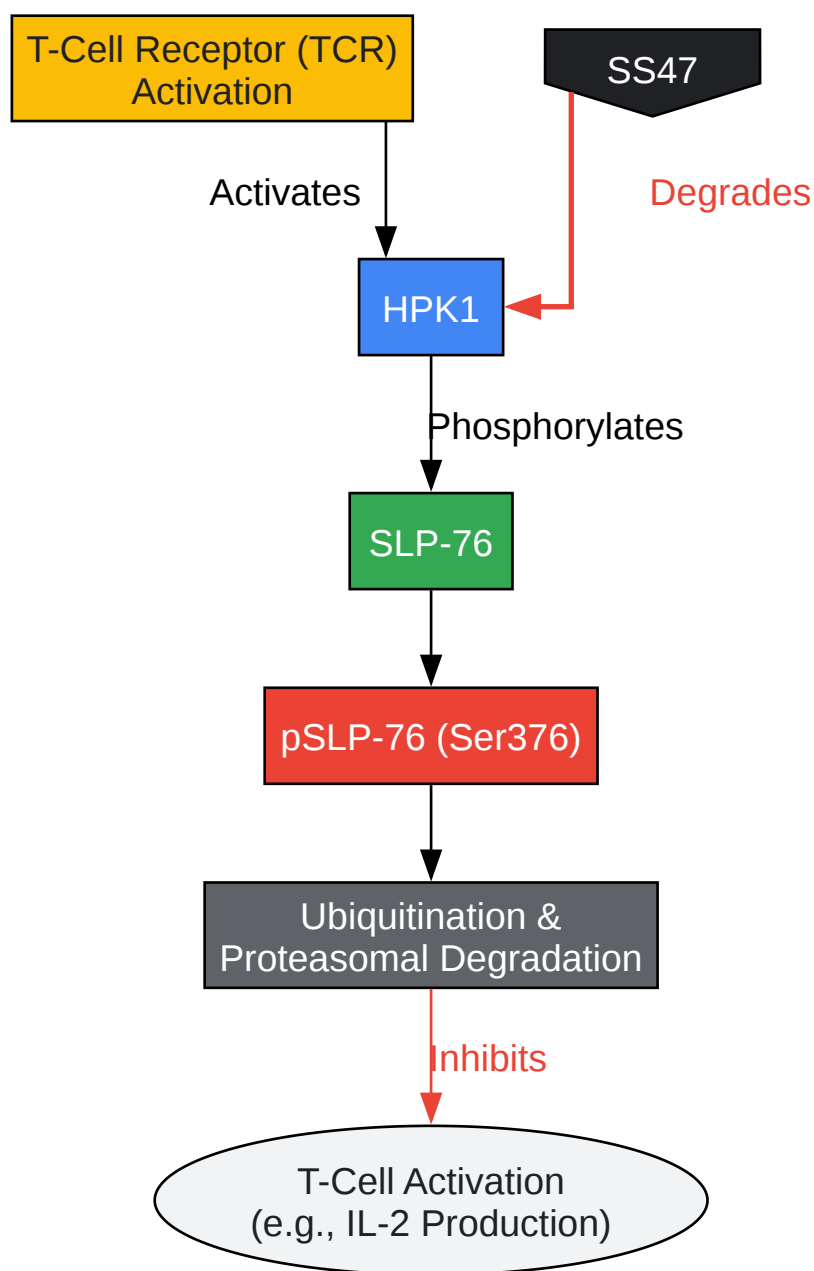 T-Cell Receptor (TCR)
Activation
SS47
Activates
Degrades
HPK1
Phosphorylates
SLP-76
pSLP-76 (Ser376)
Ubiquitination &
Proteasomal Degradation
Inhibits
T-Cell Activation
(e.g., IL-2 Production)